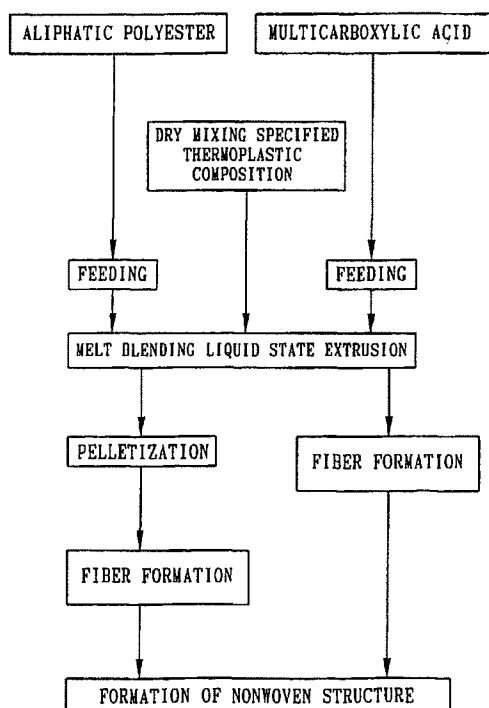 ALIPHATIC POLYESTER
MULTICARBOXYLIC ACID
DRY MIXING SPECIFIED
THERMOPLASTIC
COMPOSITION
FEEDING
FEEDING
MELT BLENDING LIQUID STATE EXTRUSION
PELLETIZATION
FIBER FORMATION
FIBER FORMATION
FORMATION OF NONWOVEN STRUCTURE